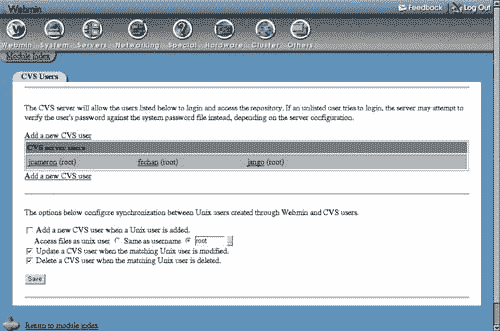 Webmin
Feedback
Log Out
Webmin System Servers Networking Special Hardware Cluster Others
Module Index
CVS Users
The CVS server will allow the users listed below to login and access the repository. If an unlisted user tries to login, the server may attempt to
verify the user's password against the system password file instead, depending on the server configuration.
Add a new CVS user
CVS server users
jcameron (root) fcchan (root) jango (root)
Add a new CVS user
The options below configure synchronization between Unix users created through Webmin and CVS users.
Add a new CVS user when a Unix user is added.
Access files as unix user Same as username root
Update a CVS user when the matching Unix user is modified.
Delete a CVS user when the matching Unix user is deleted.
Save
Return to module index